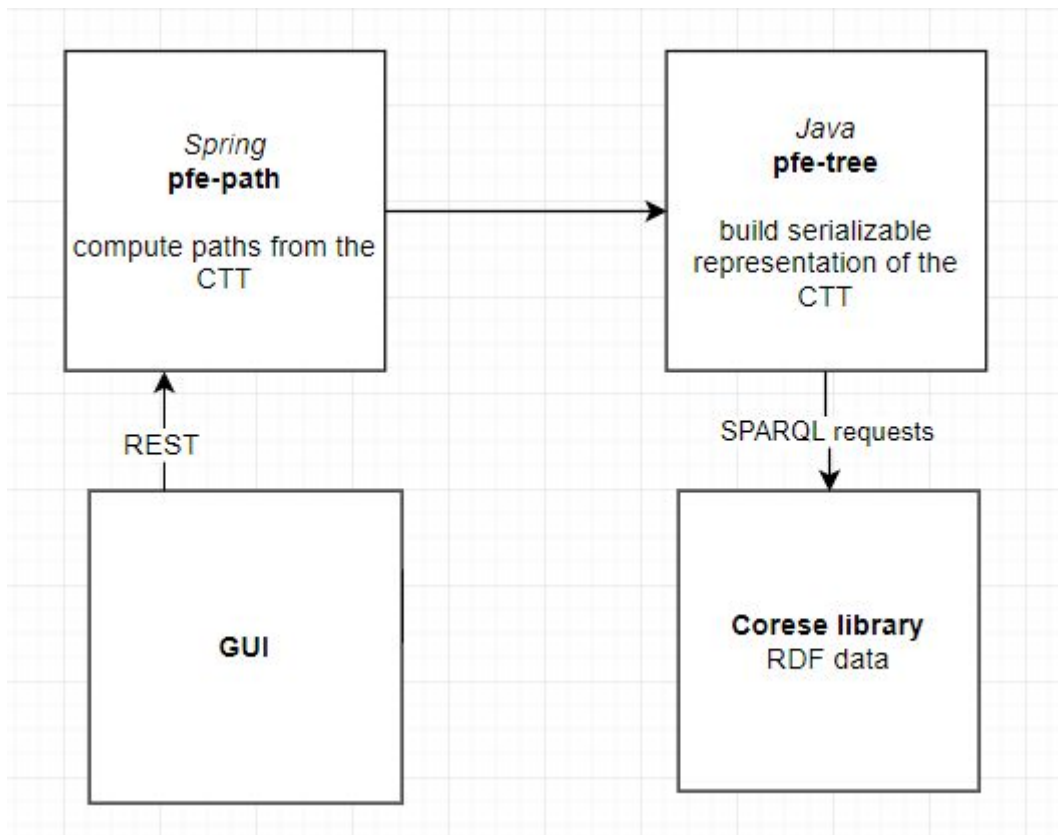 Spring
pfe-path
compute paths from the
CTT
Java
pfe-tree
build serializable
representation of the
CTT
REST
SPARQL requests
GUI
Corese library
RDF data